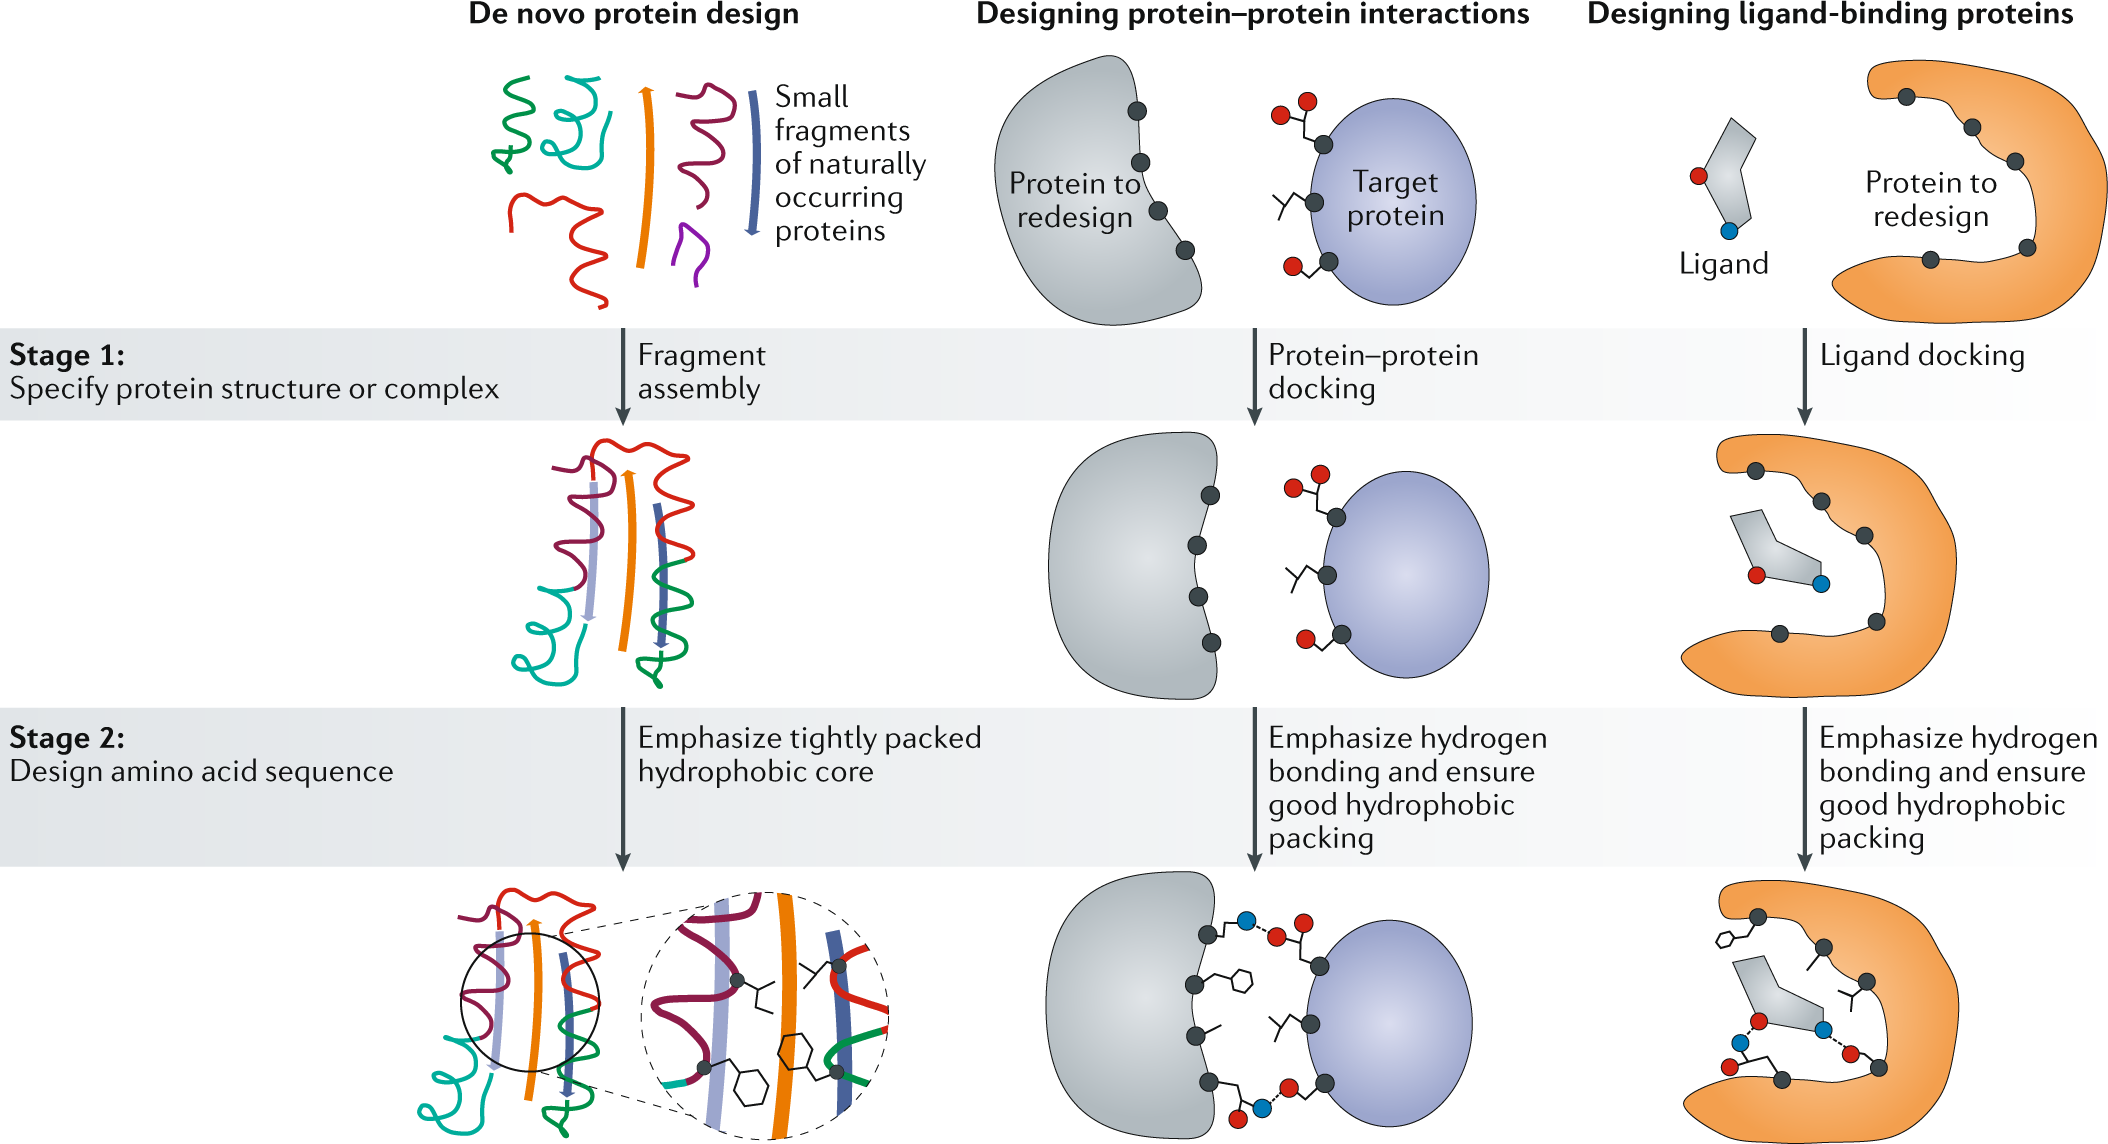 De novo protein design
Designing protein–protein interactions
Designing ligand-binding proteins
Small
fragments
of naturally
occurring
proteins
Protein to
redesign
Target
protein
Ligand
Protein to
redesign
Stage 1:
Specify protein structure or complex
Fragment
assembly
Protein–protein
docking
Ligand docking
Stage 2:
Design amino acid sequence
Emphasize tightly packed
hydrophobic core
Emphasize hydrogen
bonding and ensure
good hydrophobic
packing
Emphasize hydrogen
bonding and ensure
good hydrophobic
packing